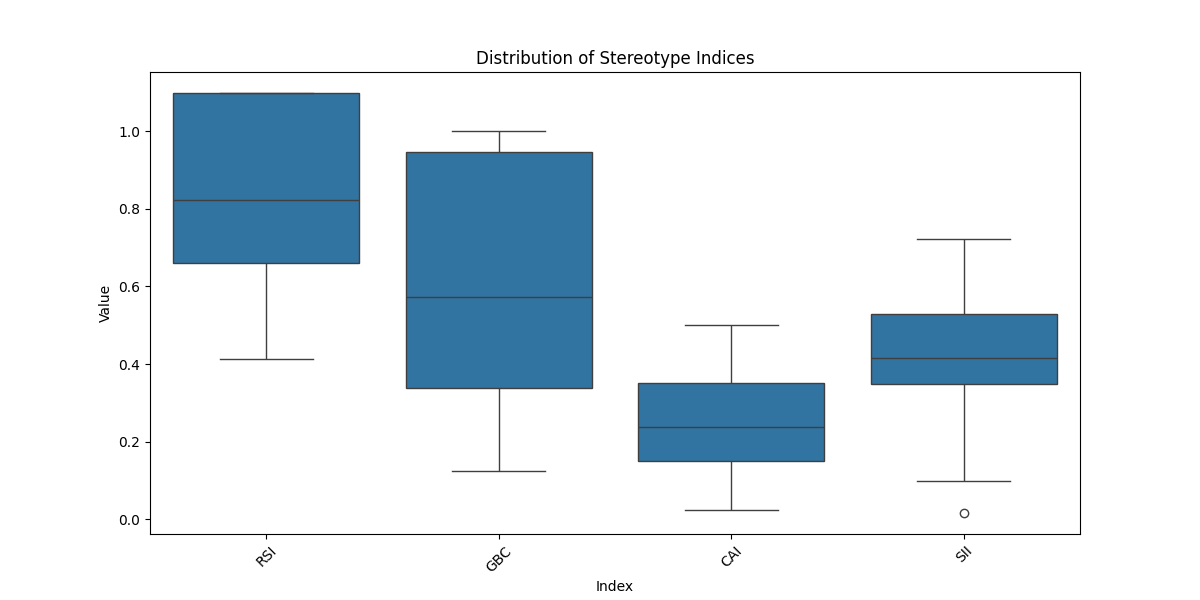 Distribution of Stereotype Indices
1.0
0.8
0.6
0.4
0.2
0.0
Value
RSI
GBC
CAI
SII
Index